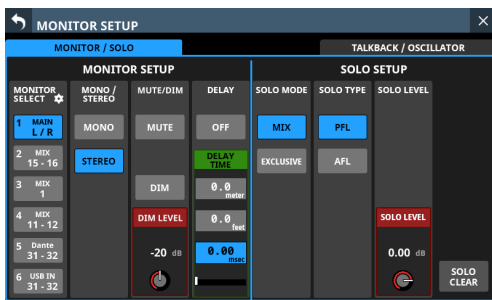 MONITOR SETUP
MONITOR / SOLO
TALKBACK / OSCILLATOR
MONITOR SETUP
SOLO SETUP
MONITOR
SELECT
MONO /
STEREO
MUTE/DIM
DELAY
SOLO MODE
SOLO TYPE
SOLO LEVEL
1 MAIN
L / R
MONO
MUTE
OFF
MIX
PFL
2 MIX
15 - 16
STEREO
DELAY
TIME
EXCLUSIVE
AFL
3 MIX
1
DIM
0.0
meter
4 MIX
11 - 12
DIM LEVEL
0.0
feet
SOLO LEVEL
5 Dante
31 - 32
-20 dB
0.00
msec
0.00 dB
6 USB IN
31 - 32
SOLO
CLEAR